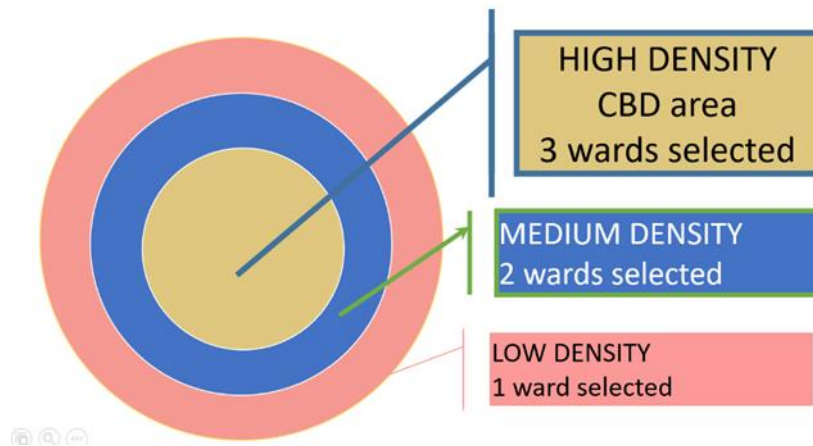 HIGH DENSITY
CBD area
3 wards selected
MEDIUM DENSITY
2 wards selected
LOW DENSITY
1 ward selected